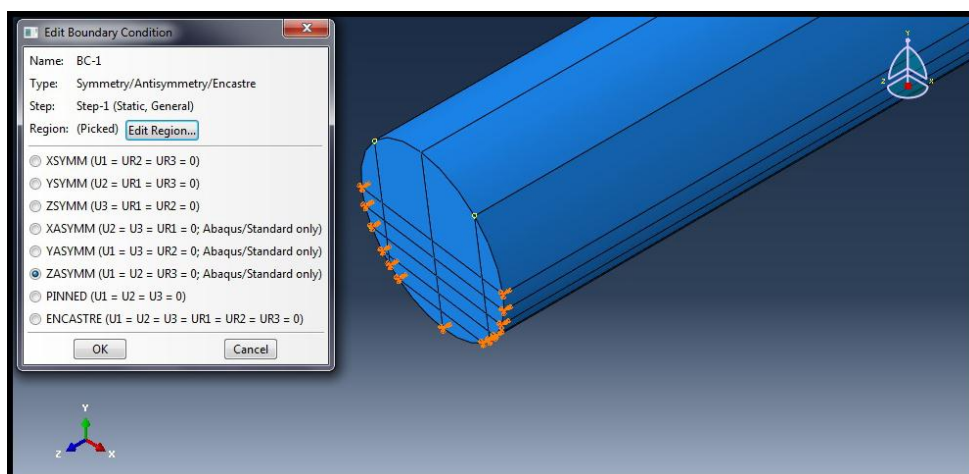 Edit Boundary Condition
Name: BC-1
Type: Symmetry/Antisymmetry/Encastre
Step: Step-1 (Static, General)
Region: (Picked) Edit Region...
XSYMM (U1 = UR2 = UR3 = 0)
YSYMM (U2 = UR1 = UR3 = 0)
ZSYMM (U3 = UR1 = UR2 = 0)
XASYMM (U2 = U3 = UR1 = 0; Abaqus/Standard only)
YASYMM (U1 = U3 = UR2 = 0; Abaqus/Standard only)
ZASYMM (U1 = U2 = UR3 = 0; Abaqus/Standard only)
PINNED (U1 = U2 = U3 = 0)
ENCASTRE (U1 = U2 = U3 = UR1 = UR2 = UR3 = 0)
OK Cancel
Y
Z X
Y
Z X